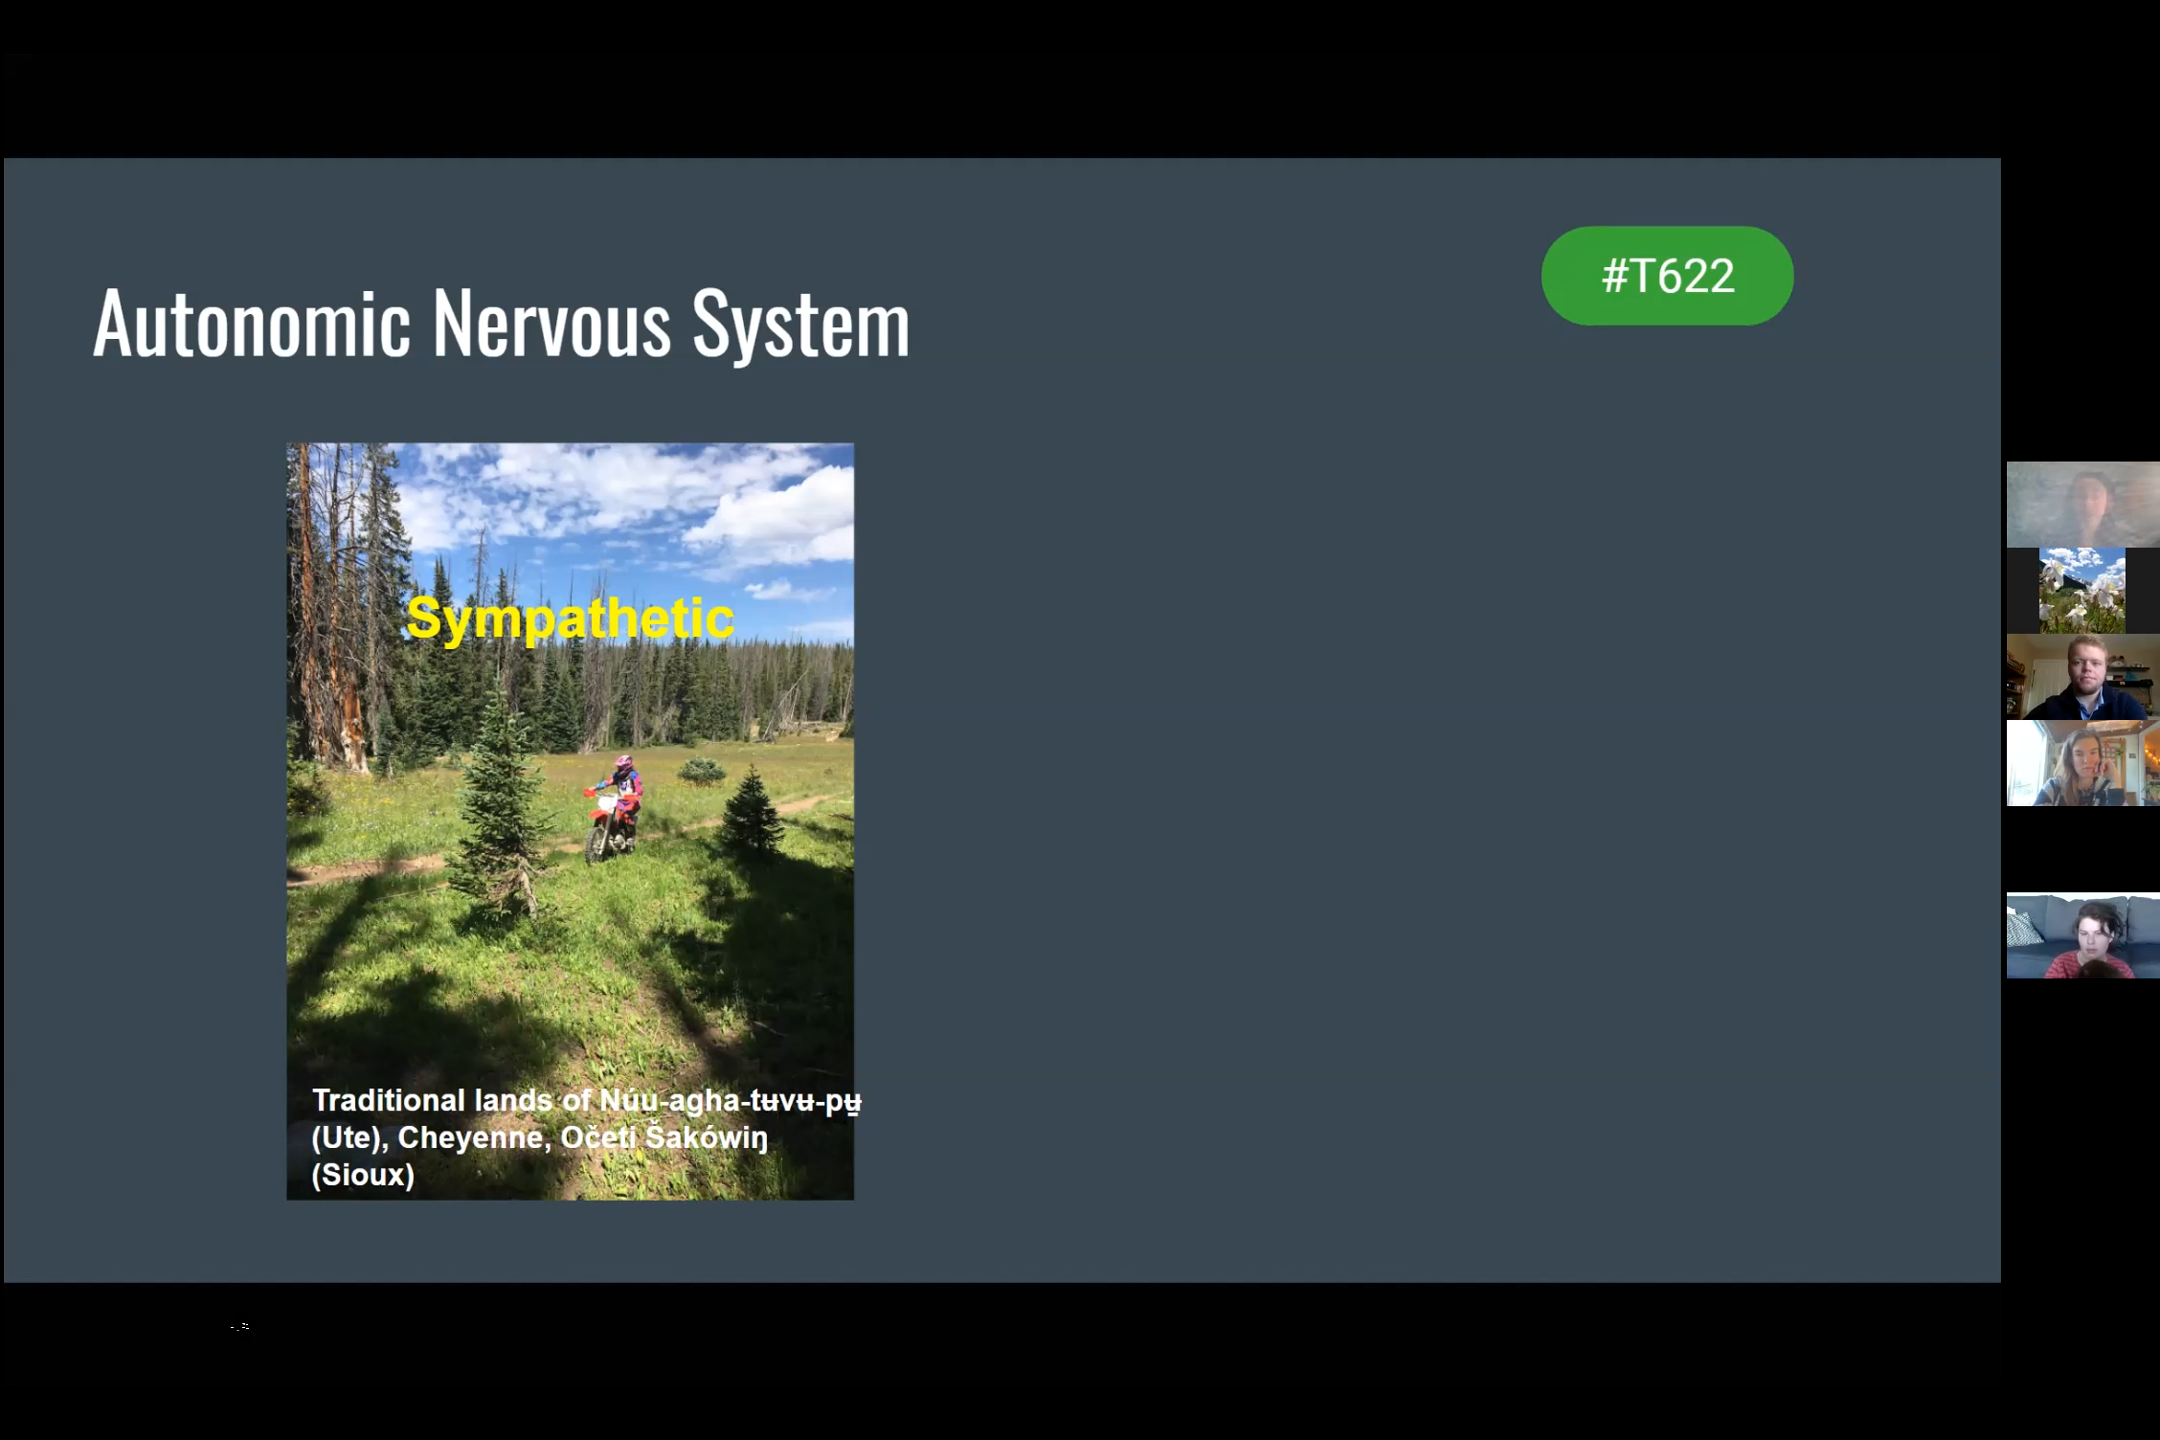 #T622
Autonomic Nervous System
Sympathetic
Traditional lands of Núu-agha-tʉvʉ-pʉ̱
(Ute), Cheyenne, Očeti Šakówiŋ
(Sioux)